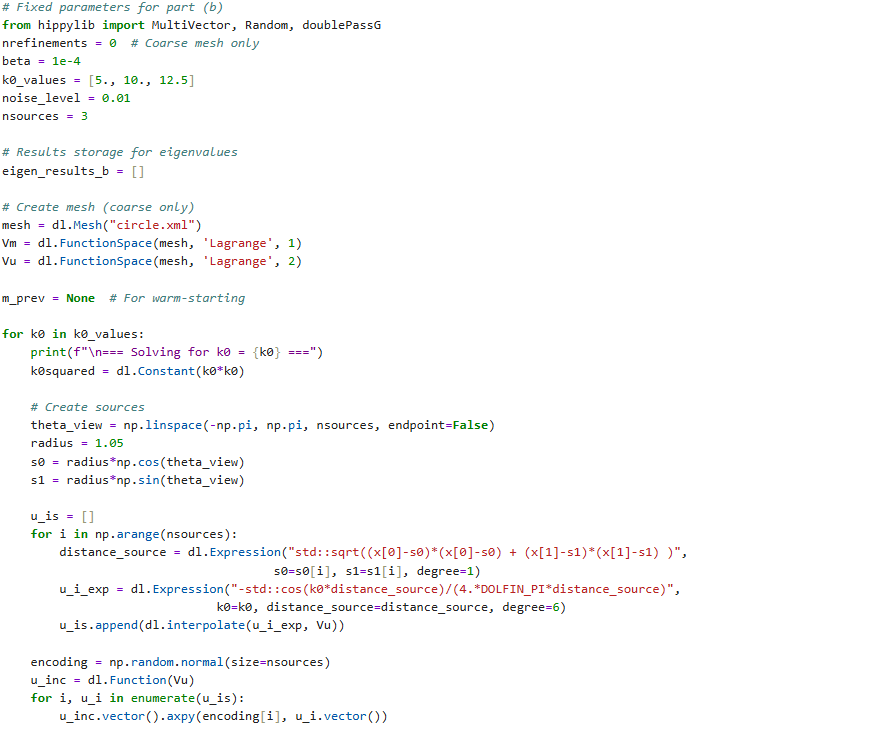 # Fixed parameters for part (b)
from hippylib import MultiVector, Random, doublePassG
nrefinements = 0  # Coarse mesh only
beta = 1e-4
k0_values = [5., 10., 12.5]
noise_level = 0.01
nsources = 3

# Results storage for eigenvalues
eigen_results_b = []

# Create mesh (coarse only)
mesh = dl.Mesh("circle.xml")
Vm = dl.FunctionSpace(mesh, 'Lagrange', 1)
Vu = dl.FunctionSpace(mesh, 'Lagrange', 2)

m_prev = None  # For warm-starting

for k0 in k0_values:
    print(f"\n=== Solving for k0 = {k0} ===")
    k0squared = dl.Constant(k0*k0)

    # Create sources
    theta_view = np.linspace(-np.pi, np.pi, nsources, endpoint=False)
    radius = 1.05
    s0 = radius*np.cos(theta_view)
    s1 = radius*np.sin(theta_view)

    u_is = []
    for i in np.arange(nsources):
        distance_source = dl.Expression("std::sqrt((x[0]-s0)*(x[0]-s0) + (x[1]-s1)*(x[1]-s1) )",
                                      s0=s0[i], s1=s1[i], degree=1)
        u_i_exp = dl.Expression("-std::cos(k0*distance_source)/(4.*DOLFIN_PI*distance_source)",
                              k0=k0, distance_source=distance_source, degree=6)
        u_is.append(dl.interpolate(u_i_exp, Vu))

    encoding = np.random.normal(size=nsources)
    u_inc = dl.Function(Vu)
    for i, u_i in enumerate(u_is):
        u_inc.vector().axpy(encoding[i], u_i.vector())